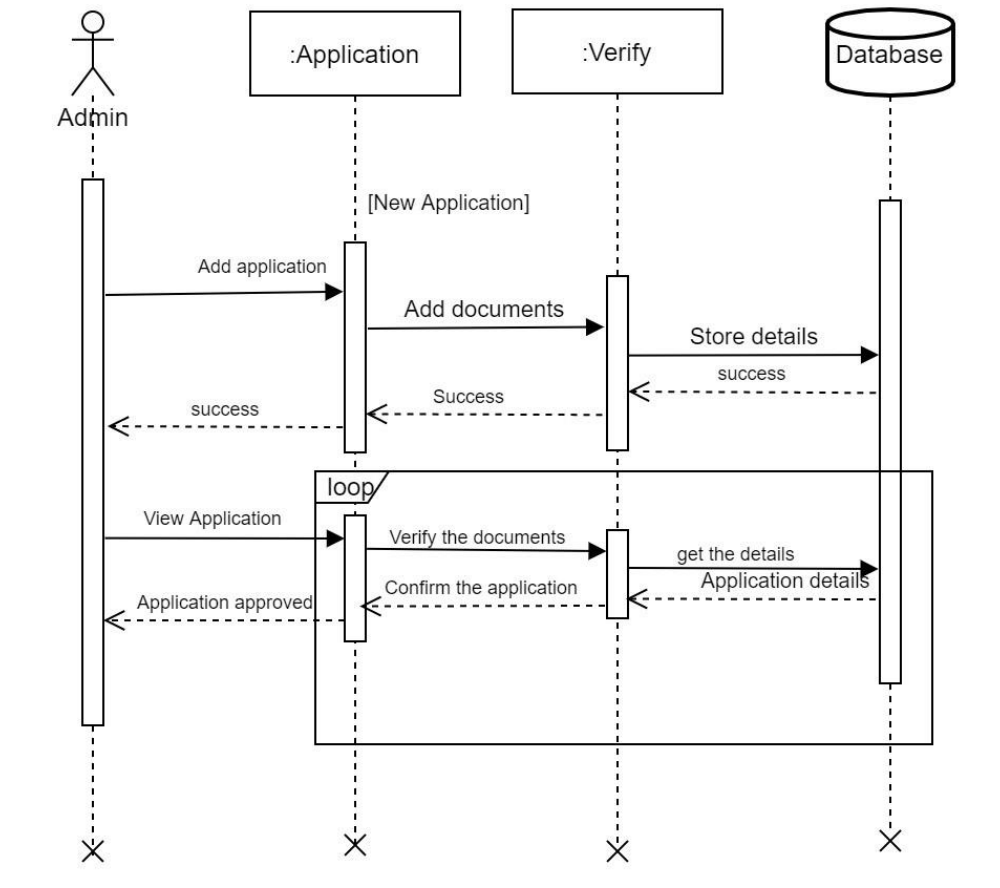 :Application
:Verify
Database
Admin
[New Application]
Add application
Add documents
Store details
success
Success
success
loop
View Application
Verify the documents
get the details
Application details
Confirm the application
Application approved